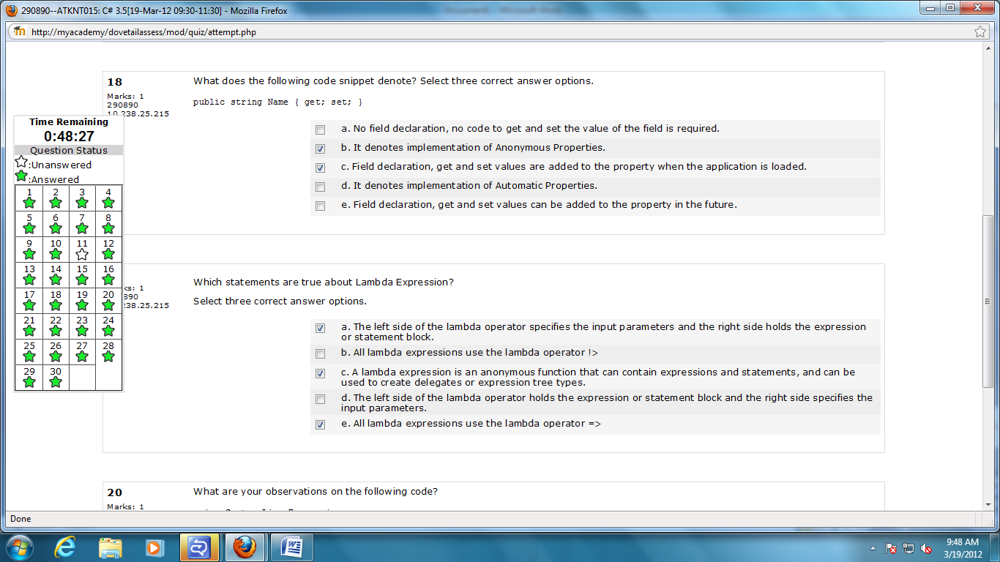 290890--ATKNT015: C# 3.5[19-Mar-12 09:30-11:30] - Mozilla Firefox
http://myacademy/dovetailassess/mod/quiz/attempt.php
18
Marks: 1
290890
10.238.25.215
What does the following code snippet denote? Select three correct answer options.
public string Name { get; set; }
a. No field declaration, no code to get and set the value of the field is required.
b. It denotes implementation of Anonymous Properties.
c. Field declaration, get and set values are added to the property when the application is loaded.
d. It denotes implementation of Automatic Properties.
e. Field declaration, get and set values can be added to the property in the future.
Time Remaining
0:48:27
Question Status
:Unanswered
:Answered
1 2 3 4
5 6 7 8
9 10 11 12
13 14 15 16
17 18 19 20
21 22 23 24
25 26 27 28
29 30
ks: 1
890
238.25.215
Which statements are true about Lambda Expression?
Select three correct answer options.
a. The left side of the lambda operator specifies the input parameters and the right side holds the expression
or statement block.
b. All lambda expressions use the lambda operator !>
c. A lambda expression is an anonymous function that can contain expressions and statements, and can be
used to create delegates or expression tree types.
d. The left side of the lambda operator holds the expression or statement block and the right side specifies the
input parameters.
e. All lambda expressions use the lambda operator =>
20
Marks: 1
What are your observations on the following code?
Done
9:48 AM
3/19/2012